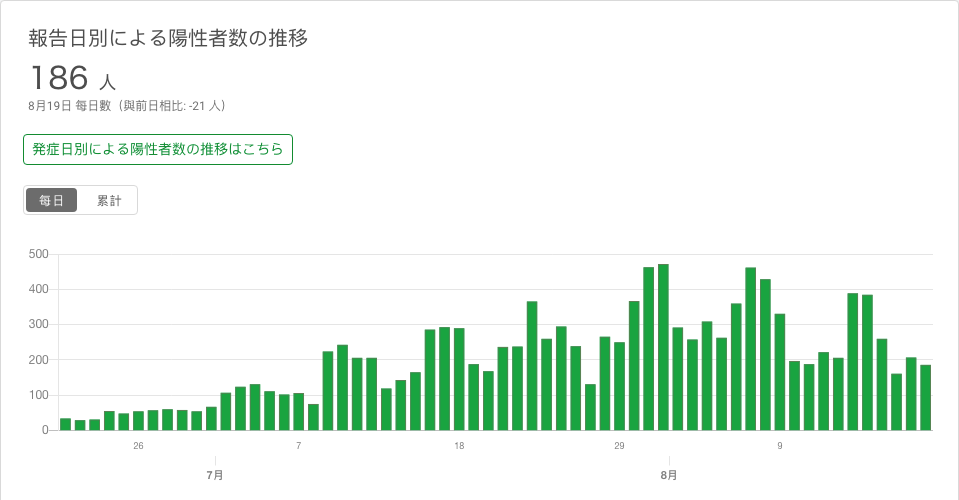 報告日別による陽性者数の推移
186 人
8月19日 每日數（與前日相比: -21 人）
発症日別による陽性者数の推移はこちら
每日 累計
500
400
300
200
100
0
26 7 18 29 9
7月 8月